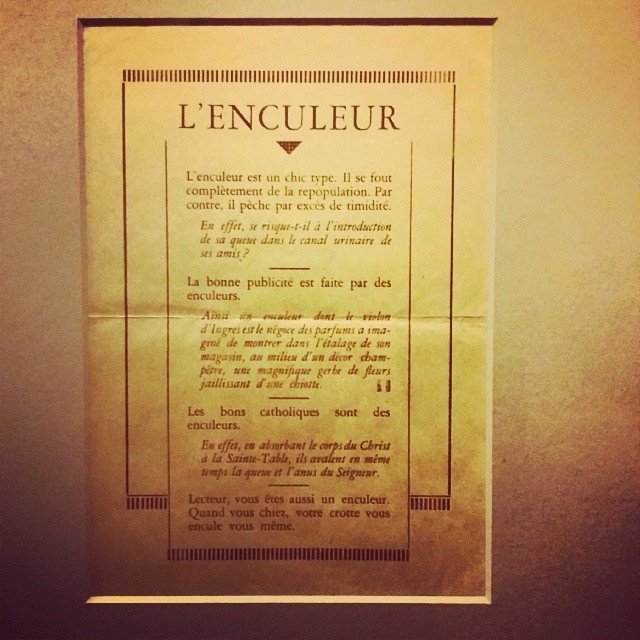 L'ENCULEUR
L'enculeur est un chic type. Il se fout
complètement de la repopulation. Par
contre, il pêche par excès de timidité.
En effet, se risque-t-il à l'introduction
de sa queue dans le canal urinaire de
ses amis ?
La bonne publicité est faite par des
enculeurs.
Ainsi un enculeur dont le violon
d'Ingres est le négoce des parfums a ima-
giné de montrer dans l'étalage de son
magasin, au milieu d'un décor cham-
pêtre, une magnifique gerbe de fleurs
jaillissant d'une chiotte.
Les bons catholiques sont des
enculeurs.
En effet, en absorbant le corps du Christ
à la Sainte-Table, ils avalent en même
temps la queue et l'anus du Seigneur.
Lecteur, vous êtes aussi un enculeur.
Quand vous chiez, votre crotte vous
encule vous même.